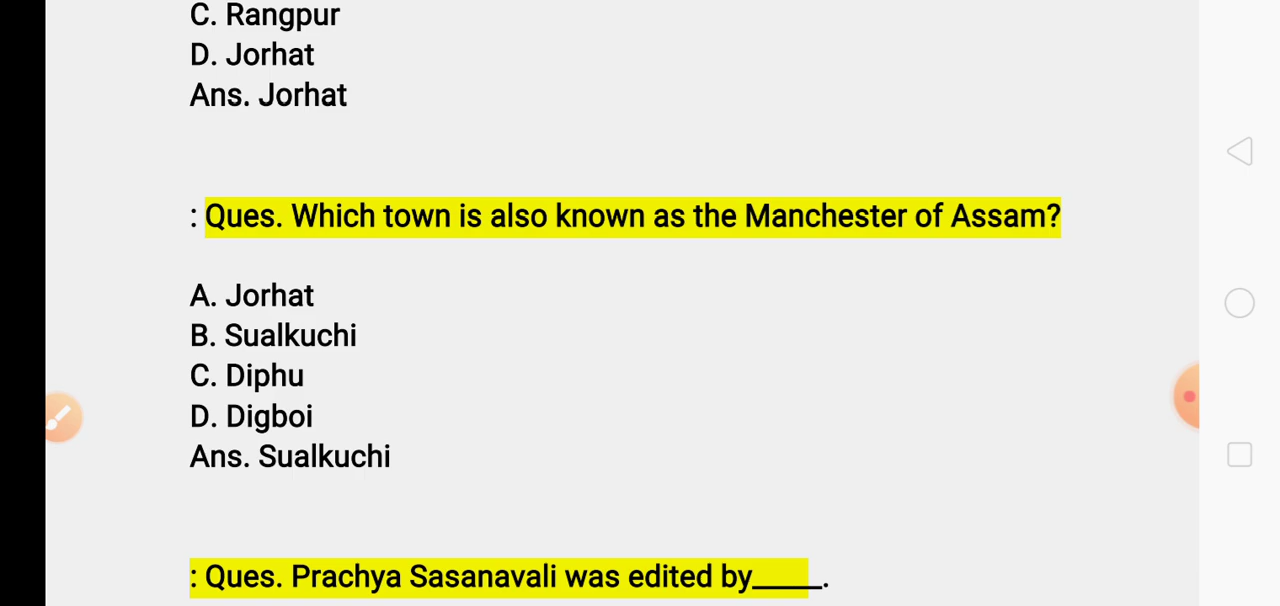 C. Rangpur
D. Jorhat
Ans. Jorhat
: Ques. Which town is also known as the Manchester of Assam?
A. Jorhat
B. Sualkuchi
C. Diphu
D. Digboi
Ans. Sualkuchi
: Ques. Prachya Sasanavali was edited by_____.